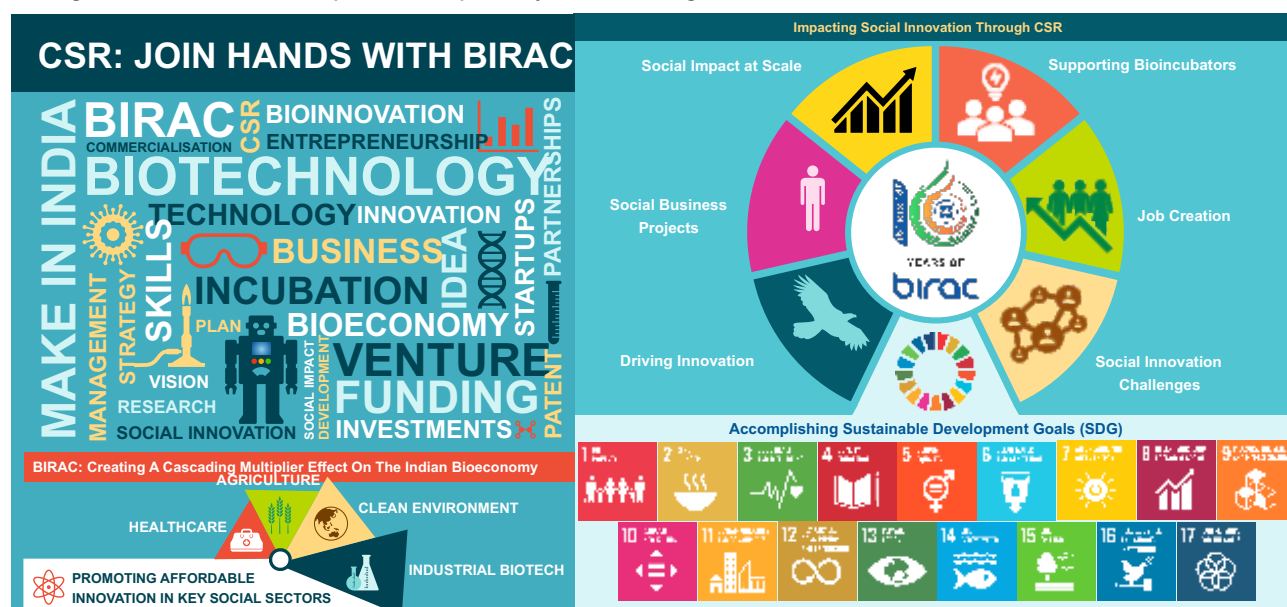 CSR: JOIN HANDS WITH BIRAC
MAKE IN INDIA
BIRAC
COMMERCIALISATION
CSR
BIOINNOVATION
ENTREPRENEURSHIP
PARTNERSHIPS
BIOTECHNOLOGY
TECHNOLOGY
INNOVATION
SKILLS
BUSINESS
IDEA
STARTUPS
MANAGEMENT
STRATEGY
INCUBATION
PLAN
BIOECONOMY
VISION
RESEARCH
SOCIAL INNOVATION
SOCIAL IMPACT
DEVELOPMENT
VENTURE
FUNDING
INVESTMENTS
PATENT
BIRAC: Creating A Cascading Multiplier Effect On The Indian Bioeconomy
AGRICULTURE
HEALTHCARE
CLEAN ENVIRONMENT
INDUSTRIAL BIOTECH
PROMOTING AFFORDABLE
INNOVATION IN KEY SOCIAL SECTORS
Impacting Social Innovation Through CSR
Social Impact at Scale
Supporting Bioincubators
Social Business
Projects
Job Creation
YEARS OF
birac
Driving Innovation
Social Innovation
Challenges
Accomplishing Sustainable Development Goals (SDG)
1
2
3
4
5
6
7
8
9
10
11
12
13
14
15
16
17